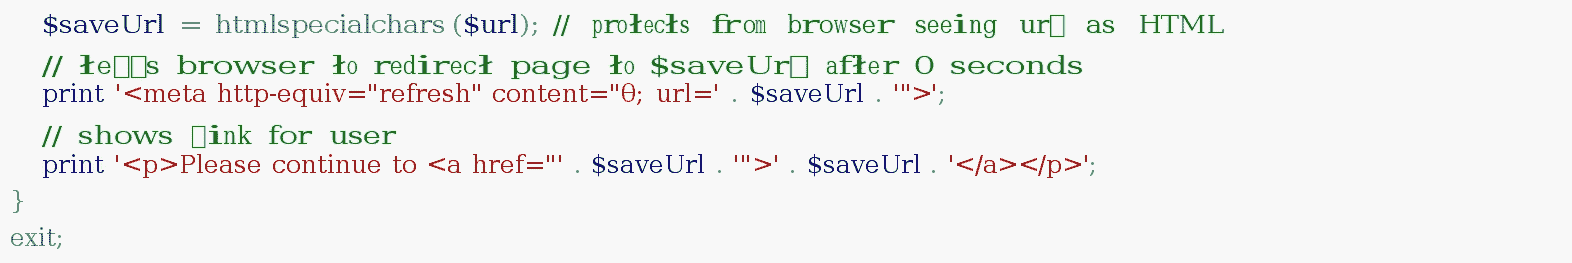 $saveUrl = htmlspecialchars($url); // protects from browser seeing url as HTML
// tells browser to redirect page to $saveUrl after 0 seconds
print '<meta http-equiv="refresh" content="0; url=' . $saveUrl . '">';
// shows link for user
print '<p>Please continue to <a href="' . $saveUrl . '">' . $saveUrl . '</a></p>';
}
exit;